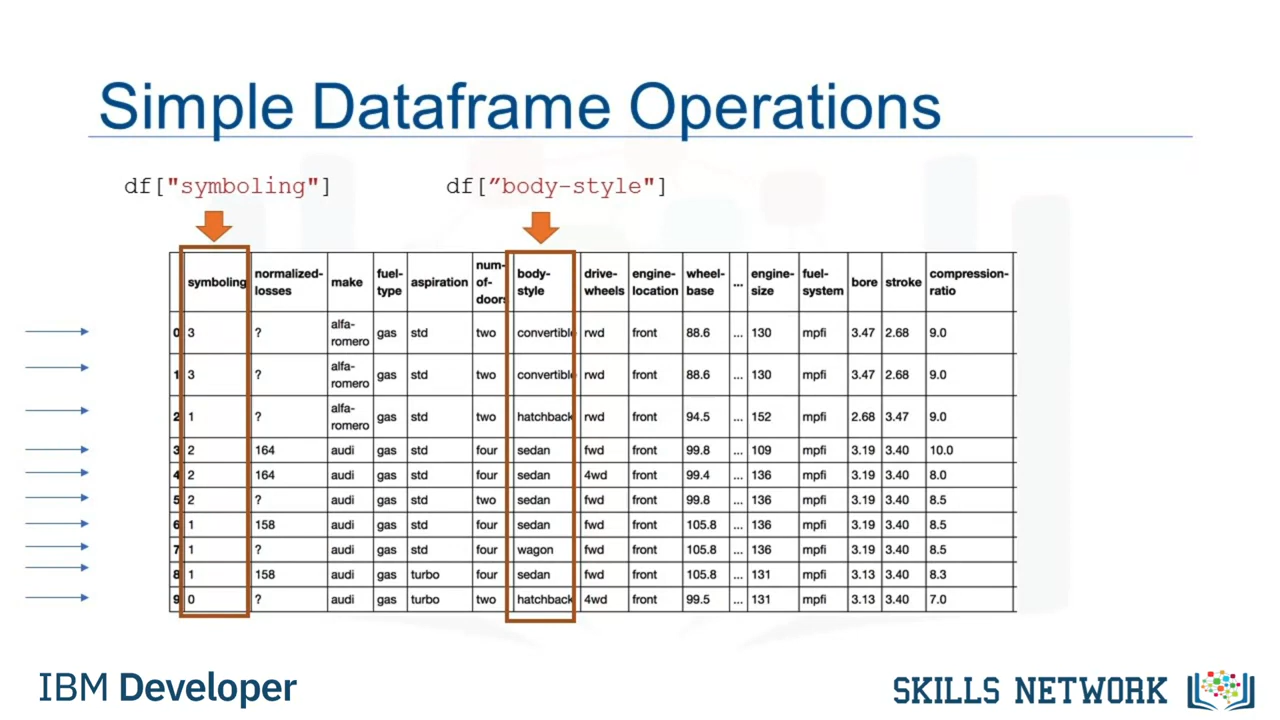 Simple Dataframe Operations
df["symboling"] df[“body-style"]
symboling normalized-losses make fuel-type aspiration num-of-doors body-style drive-wheels engine-location wheel-base ... engine-size fuel-system bore stroke compression-ratio
0 3 ? alfa-romero gas std two convertible rwd front 88.6 ... 130 mpfi 3.47 2.68 9.0
1 3 ? alfa-romero gas std two convertible rwd front 88.6 ... 130 mpfi 3.47 2.68 9.0
2 1 ? alfa-romero gas std two hatchback rwd front 94.5 ... 152 mpfi 2.68 3.47 9.0
3 2 164 audi gas std four sedan fwd front 99.8 ... 109 mpfi 3.19 3.40 10.0
4 2 164 audi gas std four sedan 4wd front 99.4 ... 136 mpfi 3.19 3.40 8.0
5 2 ? audi gas std two sedan fwd front 99.8 ... 136 mpfi 3.19 3.40 8.5
6 1 158 audi gas std four sedan fwd front 105.8 ... 136 mpfi 3.19 3.40 8.5
7 1 ? audi gas std four wagon fwd front 105.8 ... 136 mpfi 3.19 3.40 8.5
8 1 158 audi gas turbo four sedan fwd front 105.8 ... 131 mpfi 3.13 3.40 8.3
9 0 ? audi gas turbo two hatchback 4wd front 99.5 ... 131 mpfi 3.13 3.40 7.0
IBM Developer
SKILLS NETWORK